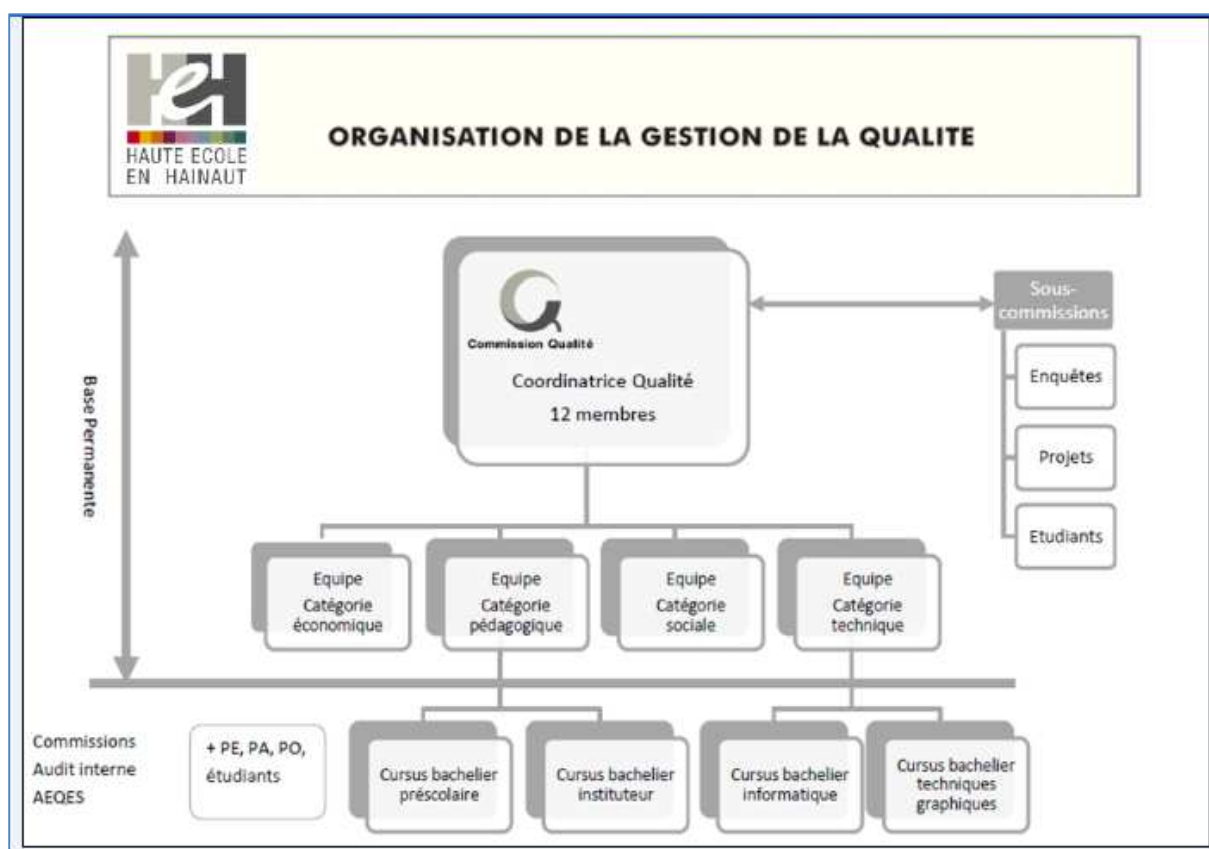 HeH
HAUTE ECOLE
EN HAINAUT
ORGANISATION DE LA GESTION DE LA QUALITE
Base Permanente
Commission Qualité
Coordinatrice Qualité
12 membres
Sous-
commissions
Enquêtes
Projets
Etudiants
Equipe
Catégorie
économique
Equipe
Catégorie
pédagogique
Equipe
Catégorie
sociale
Equipe
Catégorie
technique
Commissions
Audit interne
AEQES
+ PE, PA, PO,
étudiants
Cursus bachelier
préscolaire
Cursus bachelier
instituteur
Cursus bachelier
informatique
Cursus bachelier
techniques
graphiques